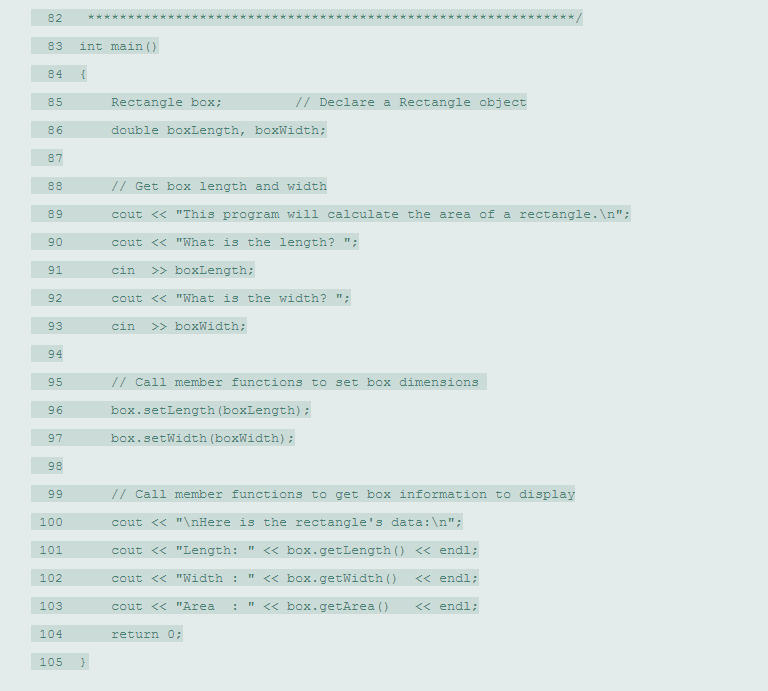 82   *************************************************************/
83  int main()
84  {
85      Rectangle box;         // Declare a Rectangle object
86      double boxLength, boxWidth;
87
88      // Get box length and width
89      cout << "This program will calculate the area of a rectangle.\n";
90      cout << "What is the length? ";
91      cin  >> boxLength;
92      cout << "What is the width? ";
93      cin  >> boxWidth;
94
95      // Call member functions to set box dimensions
96      box.setLength(boxLength);
97      box.setWidth(boxWidth);
98
99      // Call member functions to get box information to display
100      cout << "\nHere is the rectangle's data:\n";
101      cout << "Length: " << box.getLength() << endl;
102      cout << "Width : " << box.getWidth()  << endl;
103      cout << "Area  : " << box.getArea()   << endl;
104      return 0;
105  }